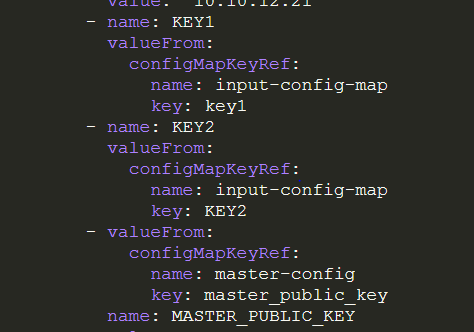 value: "10.10.12.21"
- name: KEY1
valueFrom:
configMapKeyRef:
name: input-config-map
key: key1
- name: KEY2
valueFrom:
configMapKeyRef:
name: input-config-map
key: KEY2
- valueFrom:
configMapKeyRef:
name: master-config
key: master_public_key
name: MASTER_PUBLIC_KEY